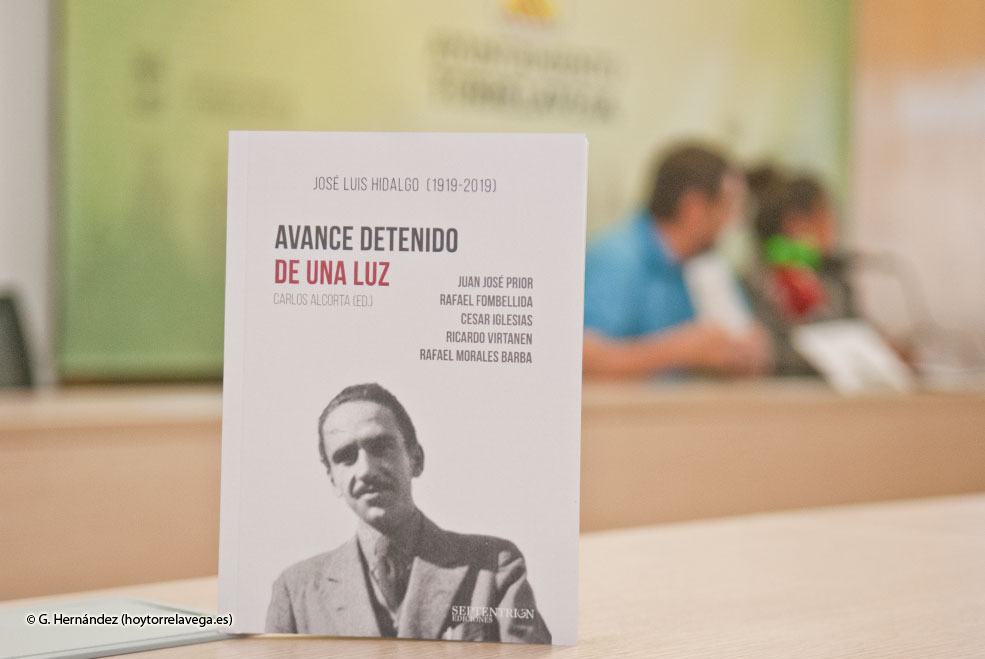 JOSÉ LUIS HIDALGO (1919-2019)
AVANCE DETENIDO
DE UNA LUZ
CARLOS ALCORTA (ED.)
JUAN JOSÉ PRIOR
RAFAEL FOMBELLIDA
CESAR IGLESIAS
RICARDO VIRTANEN
RAFAEL MORALES BARBA
SEPTENTRION
EDICIONES
© G. Hernández (hoytorrelavega.es)